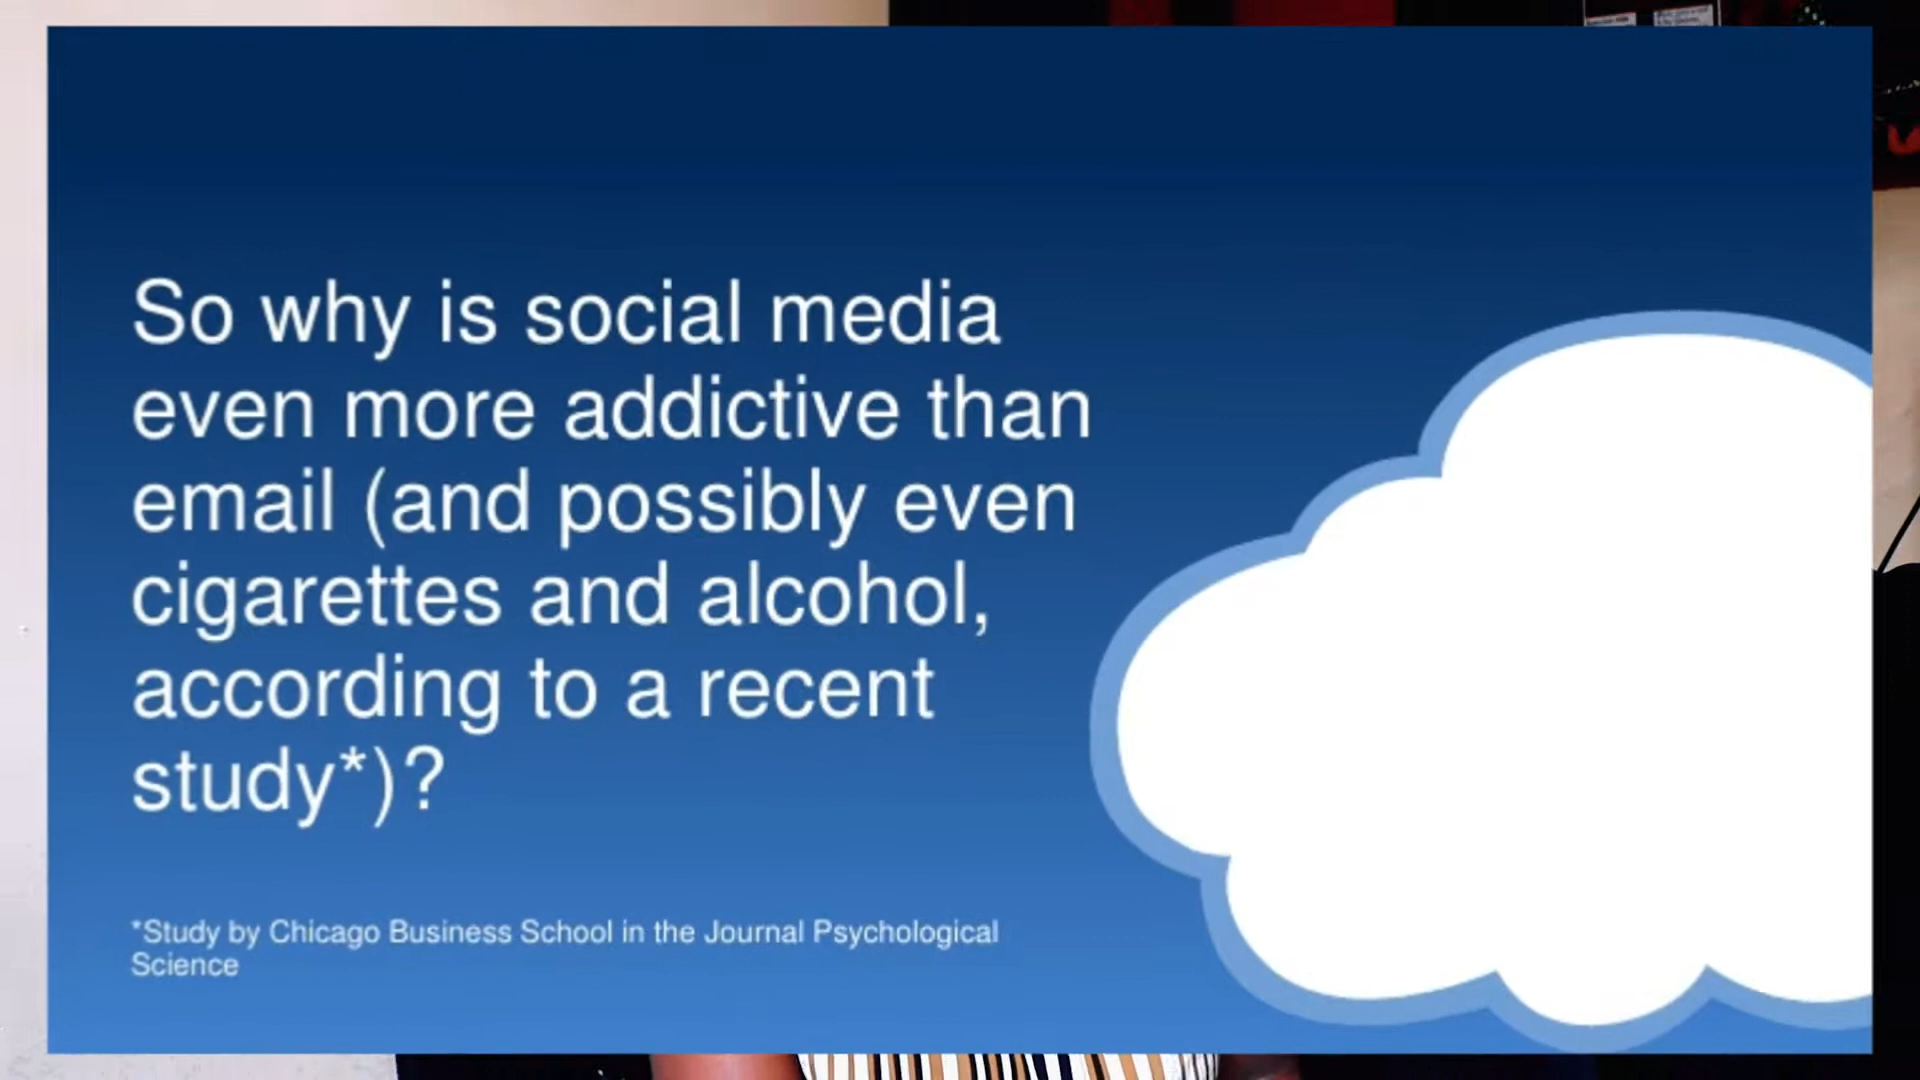 So why is social media
even more addictive than
email (and possibly even
cigarettes and alcohol,
according to a recent
study*)?
*Study by Chicago Business School in the Journal Psychological
Science